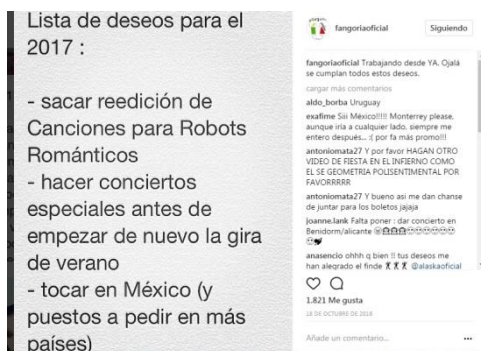 Lista de deseos para el
2017 :
- sacar reedición de
Canciones para Robots
Románticos
- hacer conciertos
especiales antes de
empezar de nuevo la gira
de verano
- tocar en México (y
puestos a pedir en más
países)
fangoriaoficial
Siguiendo
fangoriaoficial Trabajando desde YA. Ojalá
se cumplan todos estos deseos.
cargar más comentarios
aldo_borba Uruguay
exafime Siii México!!!!! Monterrey please,
aunque iria a cualquier lado, siempre me
entero después... :( por fa más promo!!!
antoniomata27 Y por favor HAGAN OTRO
VIDEO DE FIESTA EN EL INFIERNO COMO
EL SE GEOMETRIA POLISENTIMENTAL POR
FAVORRRRR
antoniomata27 Y bueno asi me dan chanse
de juntar para los boletos jajaja
joanne.lank Falta poner : dar concierto en
Benidorm/alicante
anasencio ohhh q bien !! tus deseos me
han alegrado el finde @alaskaoficial
1.821 Me gusta
18 DE OCTUBRE DE 2016
Añade un comentario...